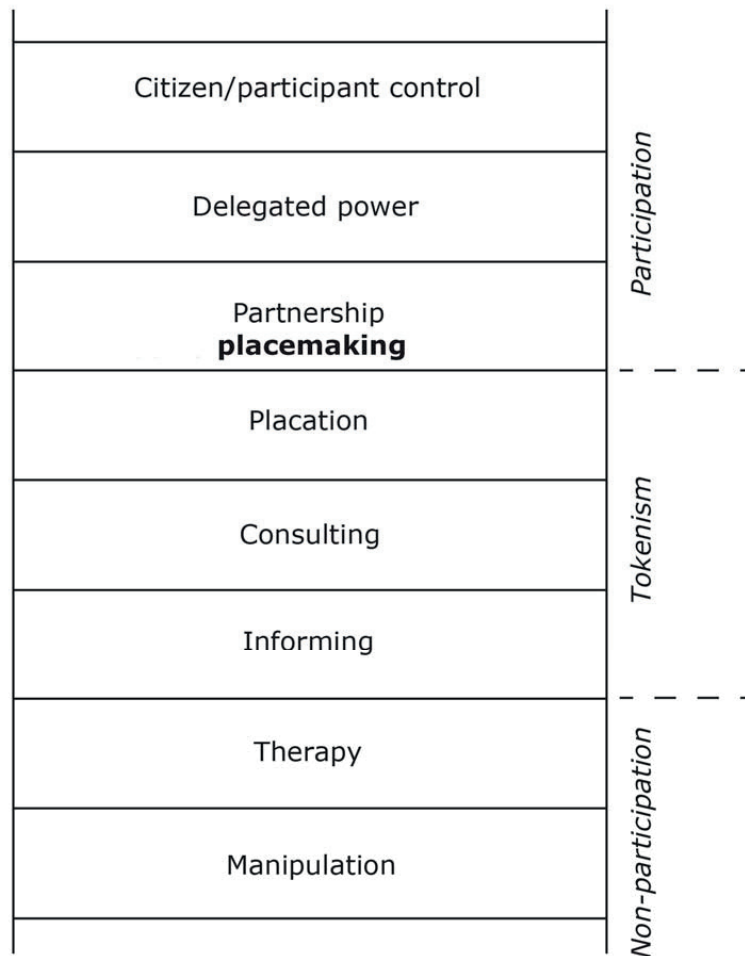 Citizen/participant control
Delegated power
Partnership
placemaking
Placation
Consulting
Informing
Therapy
Manipulation
Participation
Tokenism
Non-participation